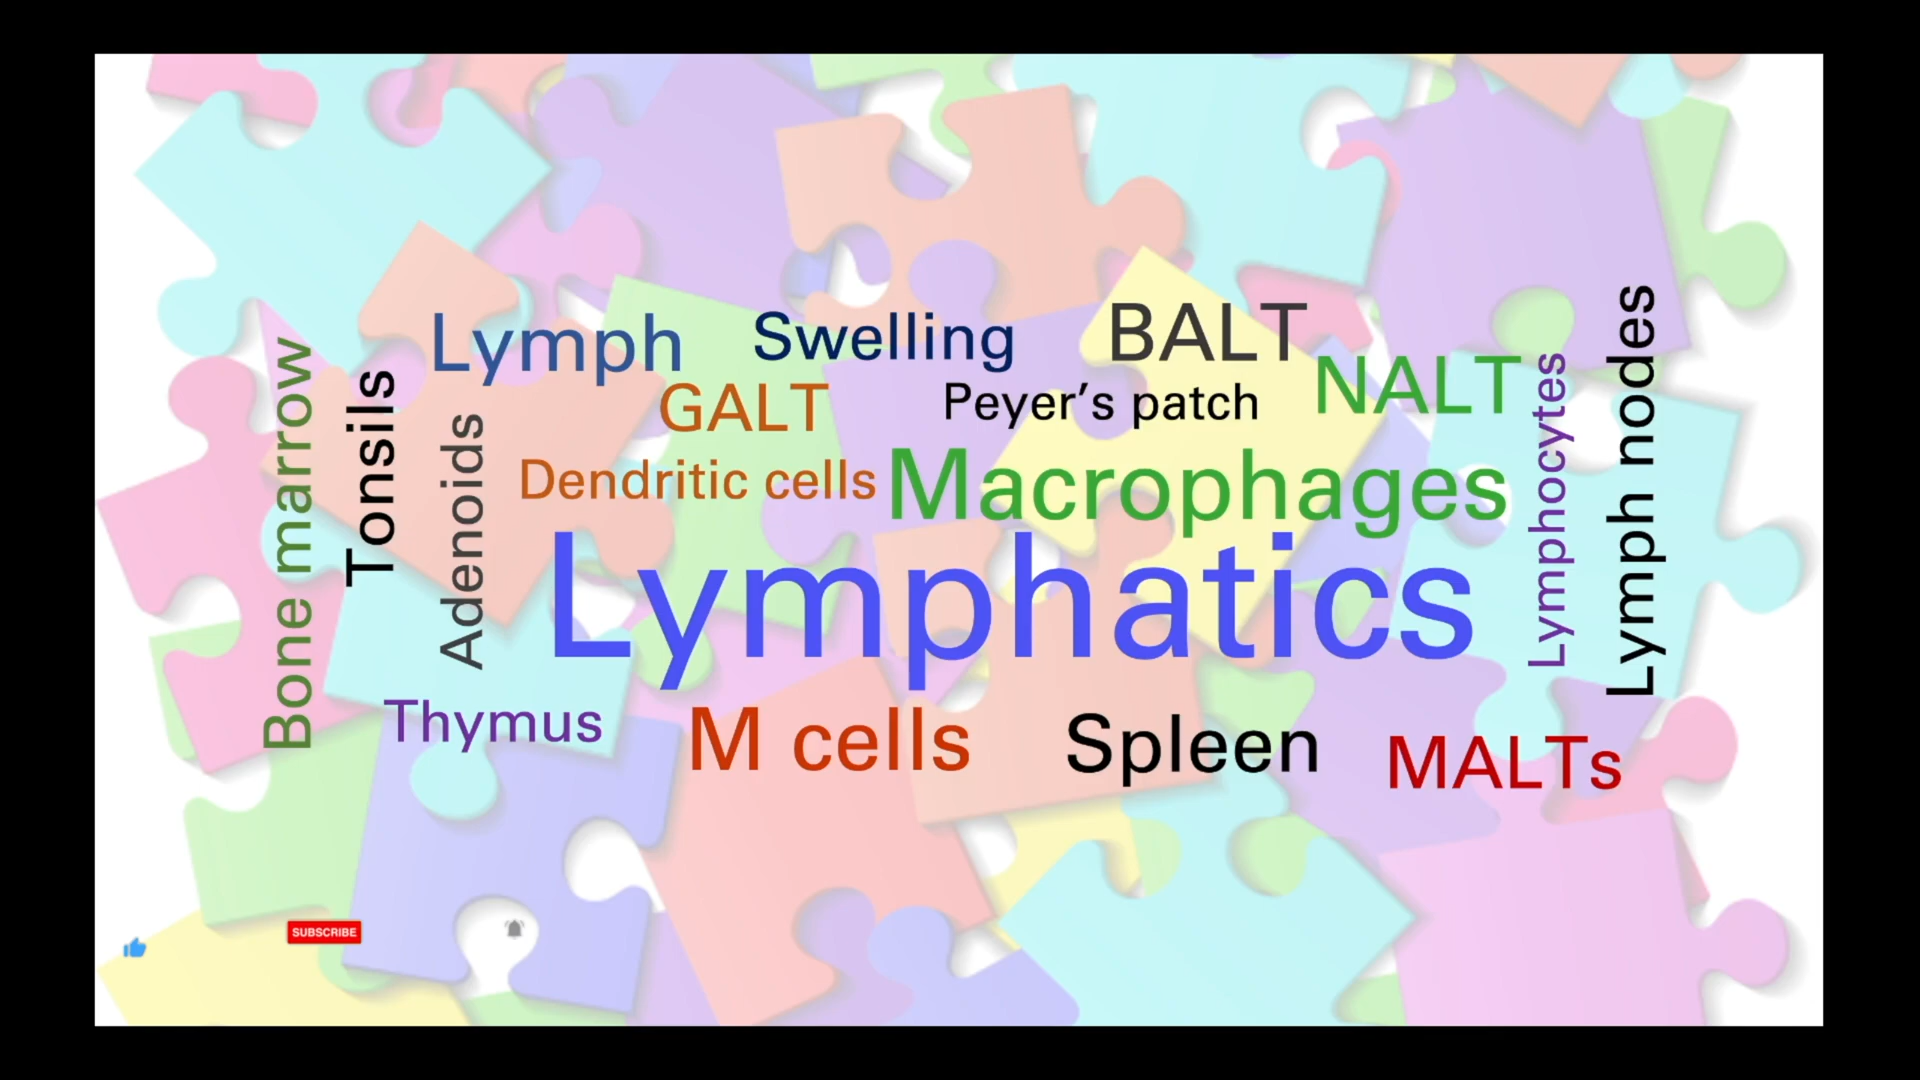 Lymph
Swelling
BALT
GALT
Peyer’s patch
NALT
Dendritic cells
Macrophages
Lymphatics
Bone marrow
Tonsils
Adenoids
Lymphocytes
Lymph nodes
Thymus
M cells
Spleen
MALTs
SUBSCRIBE